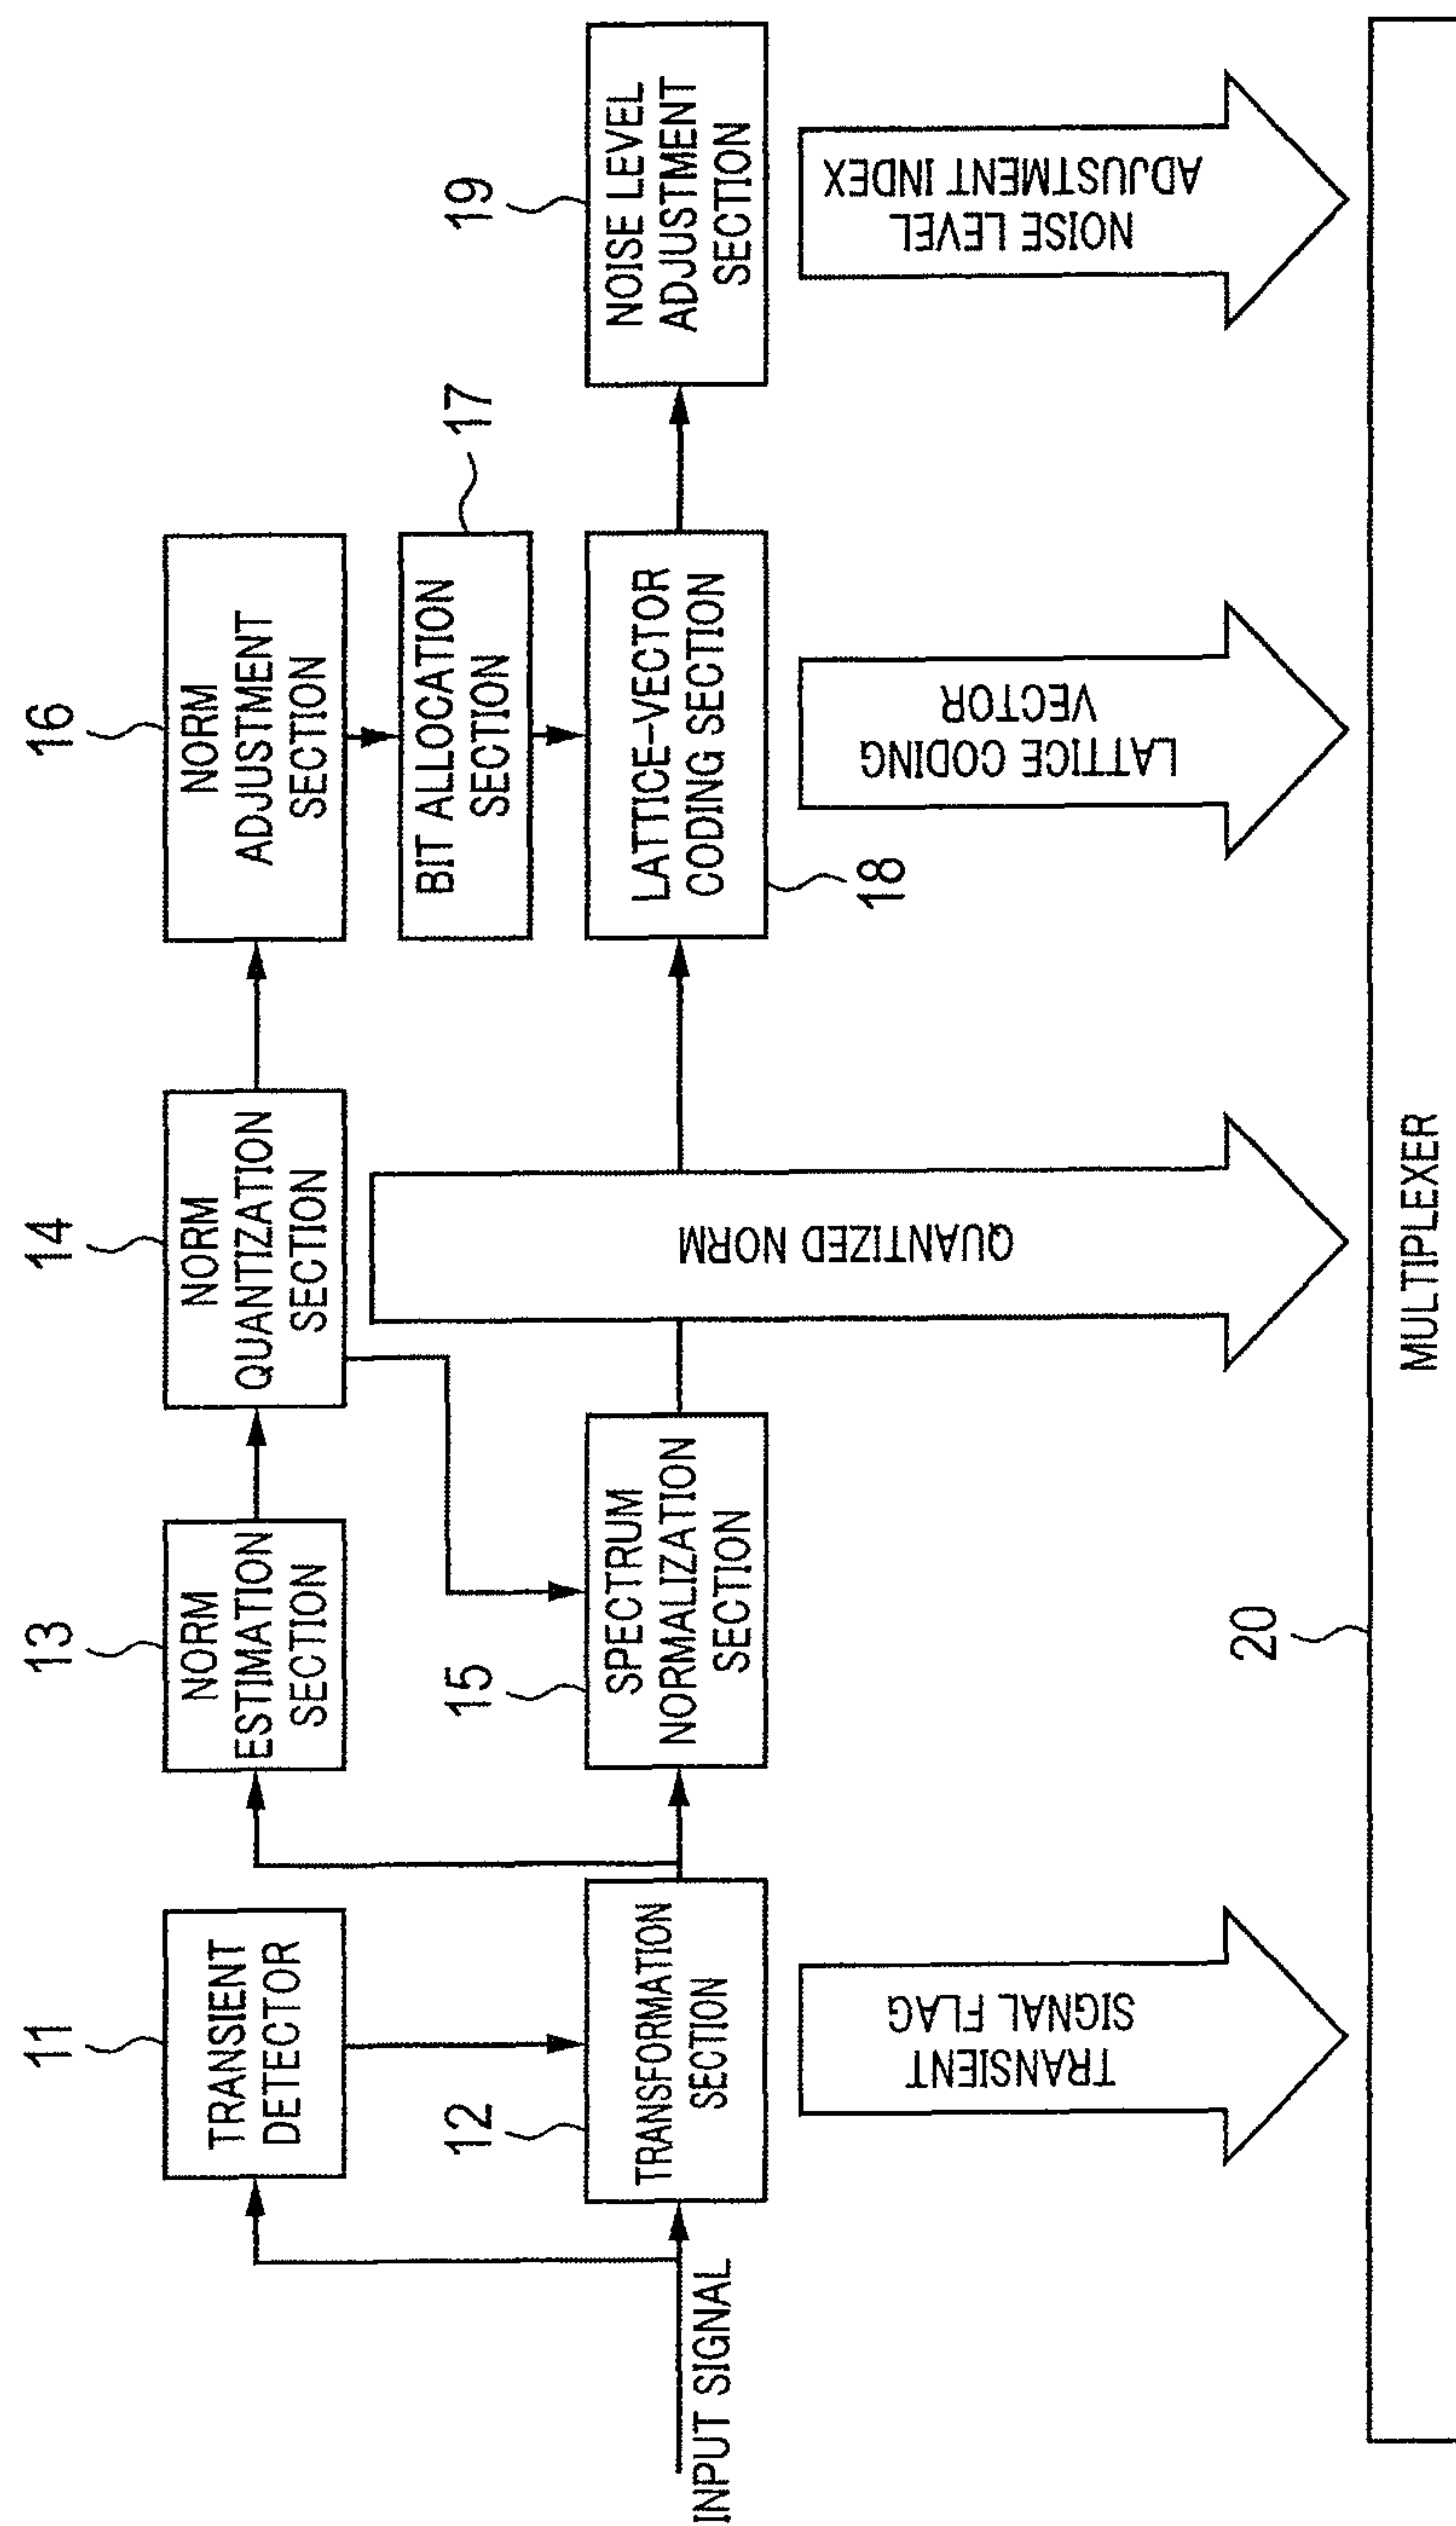 11
TRANSIENT
DETECTOR
13
NORM
ESTIMATION
SECTION
14
NORM
QUANTIZATION
SECTION
16
NORM
ADJUSTMENT
SECTION
17
BIT ALLOCATION
SECTION
INPUT SIGNAL
12
TRANSFORMATION
SECTION
15
SPECTRUM
NORMALIZATION
SECTION
18
LATTICE-VECTOR
CODING SECTION
19
NOISE LEVEL
ADJUSTMENT
SECTION
TRANSIENT
SIGNAL FLAG
QUANTIZED NORM
LATTICE CODING
VECTOR
NOISE LEVEL
ADJUSTMENT INDEX
20
MULTIPLEXER